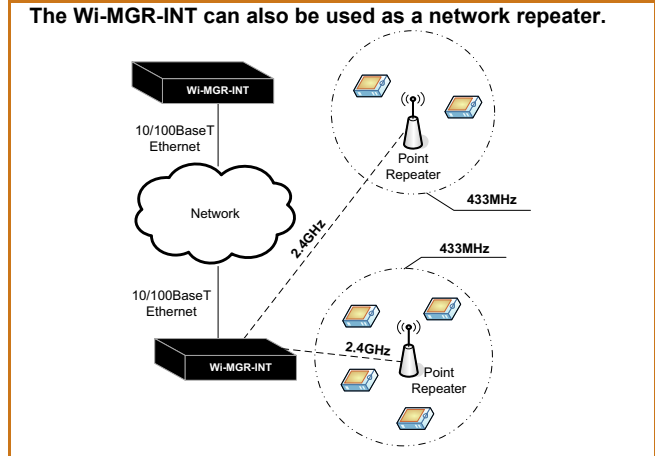 The Wi-MGR-INT can also be used as a network repeater.
Wi-MGR-INT
10/100BaseT
Ethernet
Point
Repeater
433MHz
Network
2.4GHz
433MHz
10/100BaseT
Ethernet
2.4GHz
Wi-MGR-INT
Point
Repeater